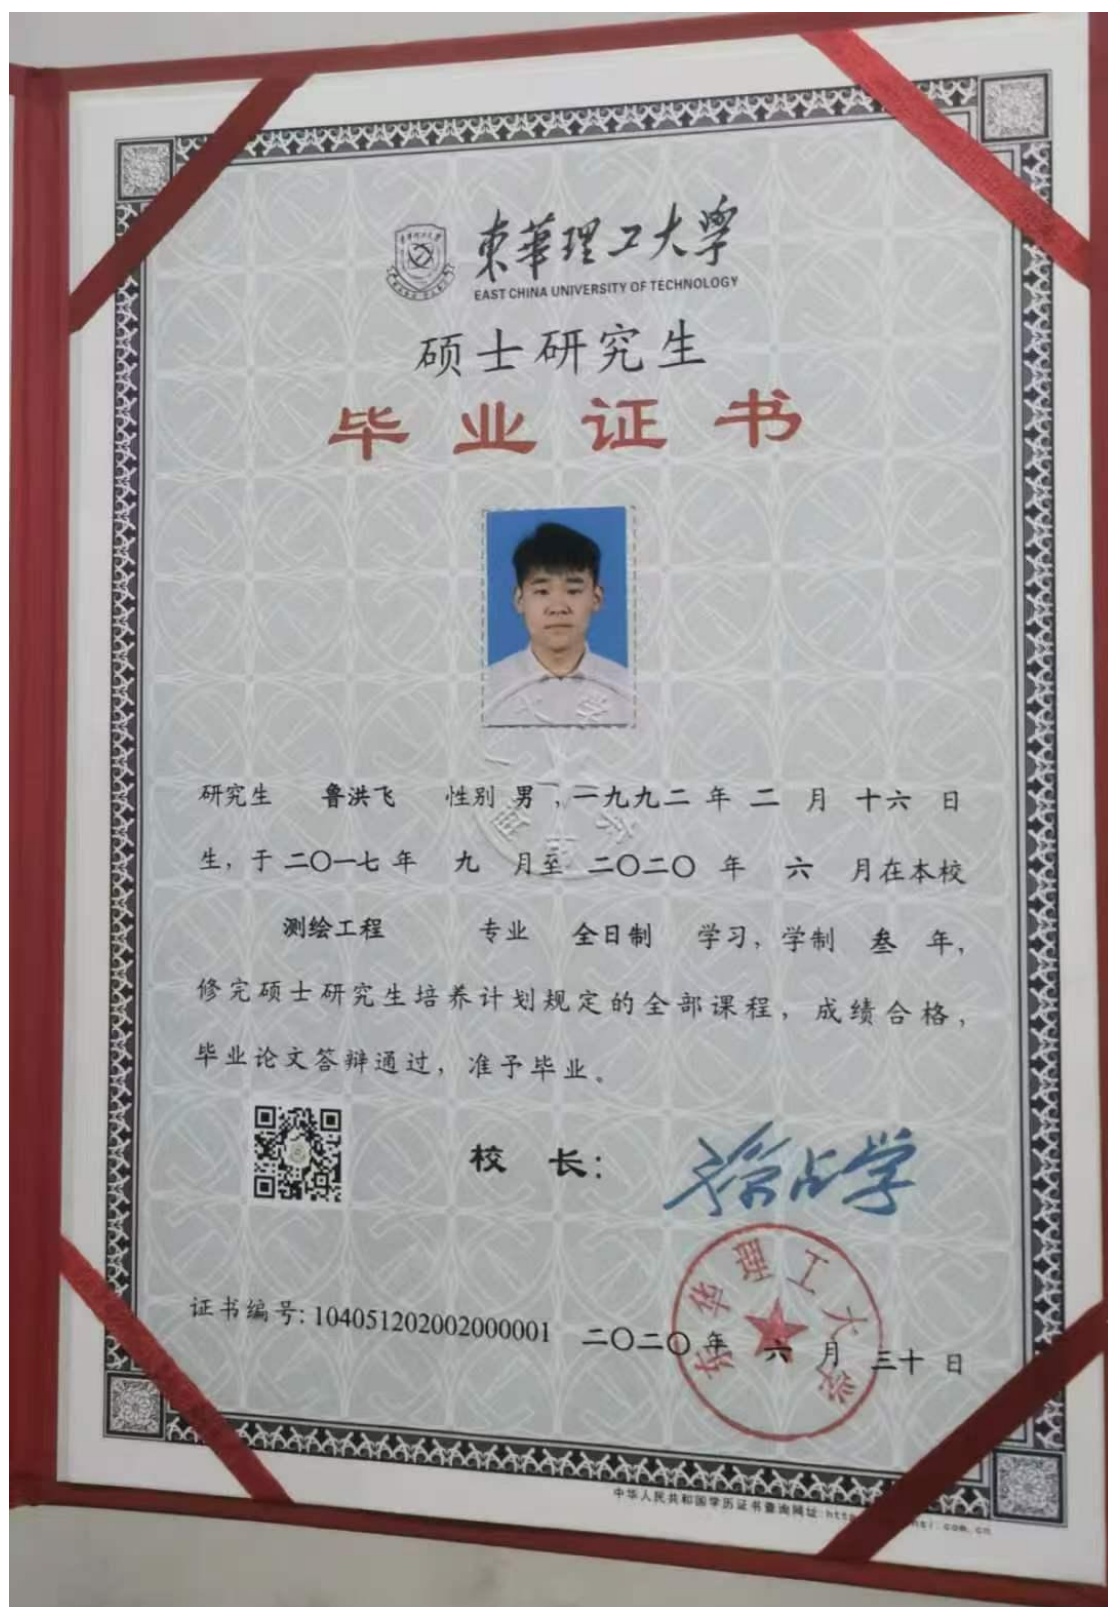 東華理工大學
EAST CHINA UNIVERSITY OF TECHNOLOGY
硕士研究生
毕业证书
研究生 鲁洪飞 性别 男，一九九二 年 二 月 十六 日
生，于 二〇一七 年 九 月至 二〇二〇 年 六 月在本校
测绘工程 专业 全日制 学习，学制 叁 年，
修完硕士研究生培养计划规定的全部课程，成绩合格，
毕业论文答辩通过，准予毕业。
校 长：
东华理工大学
证书编号：104051202002000001 二〇二〇 年 六 月 三十 日
中华人民共和国学历证书查询网址：http